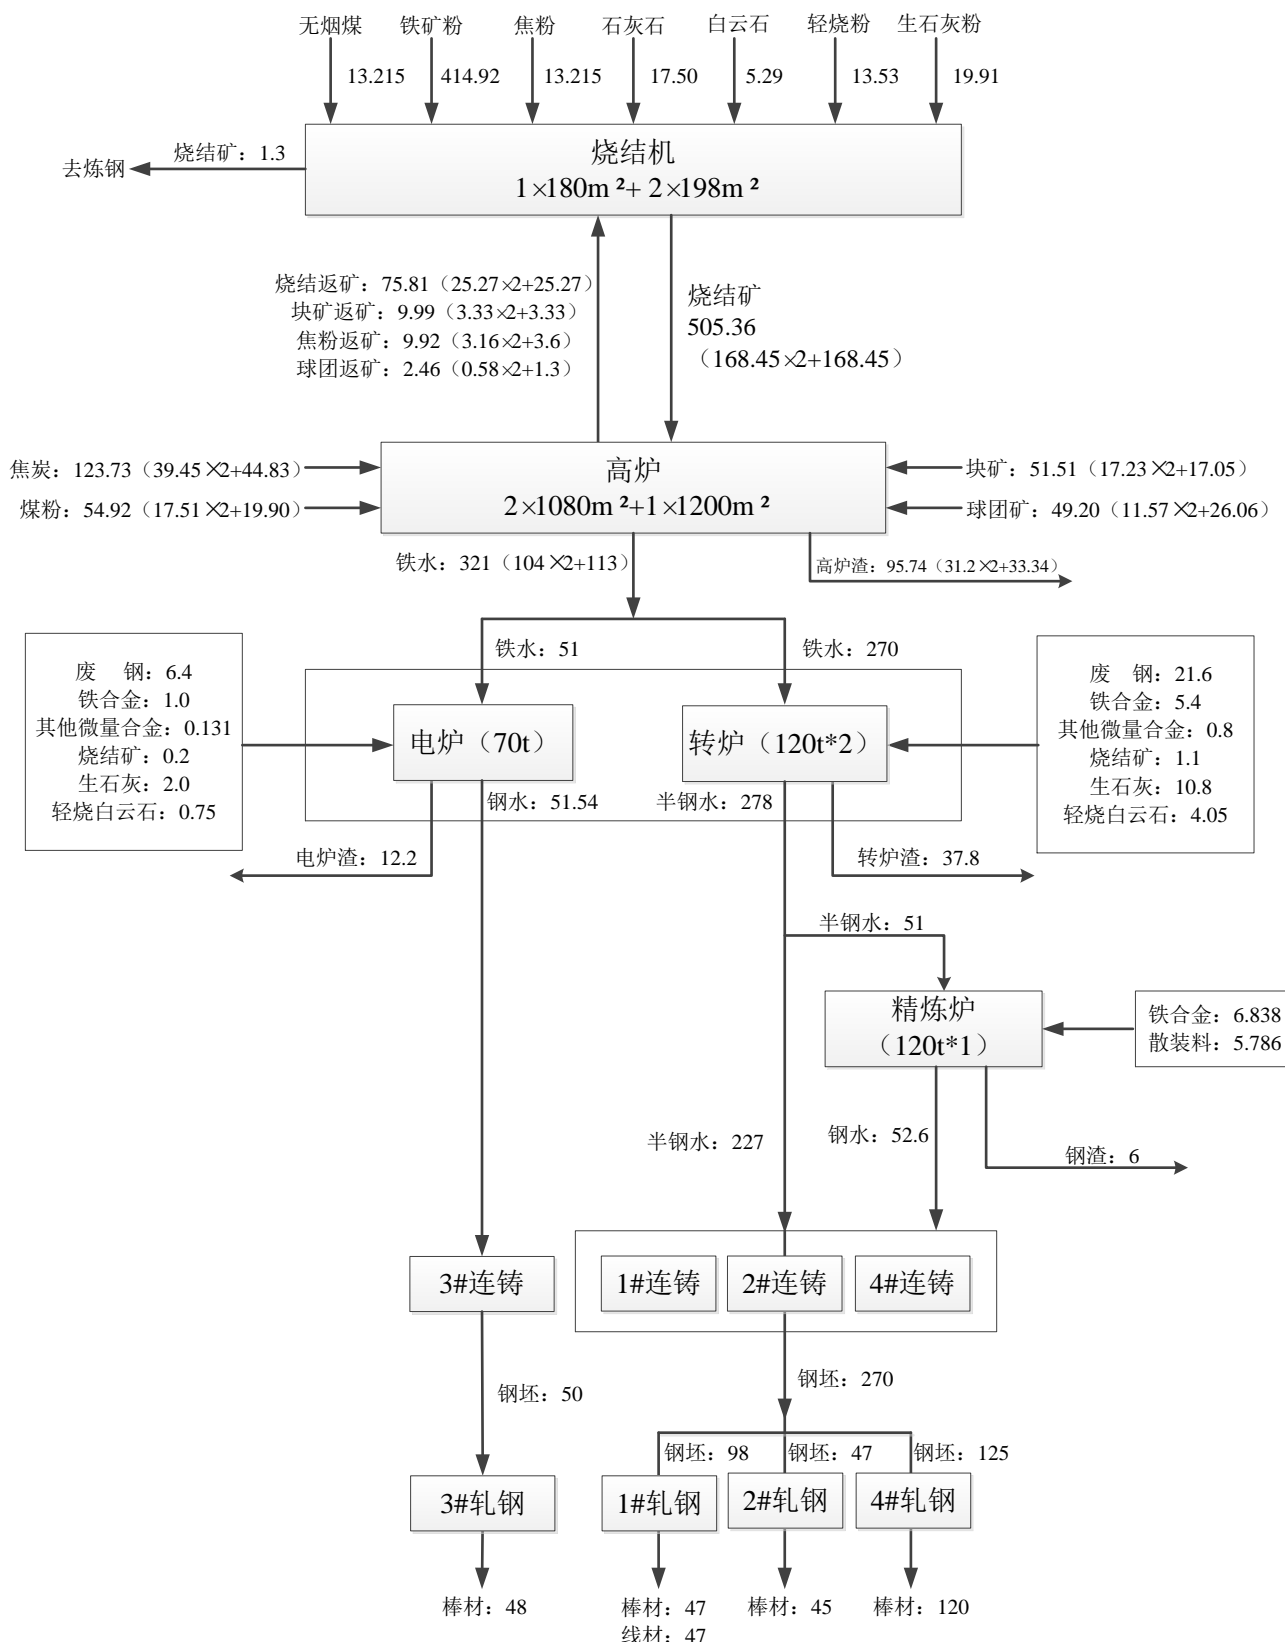 无烟煤 铁矿粉 焦粉 石灰石 白云石 轻烧粉 生石灰粉
13.215 414.92 13.215 17.50 5.29 13.53 19.91
烧结机
1×180m²+ 2×198m²
烧结矿：1.3
去炼钢
烧结返矿：75.81（25.27×2+25.27）
块矿返矿：9.99（3.33×2+3.33）
焦粉返矿：9.92（3.16×2+3.6）
球团返矿：2.46（0.58×2+1.3）
烧结矿
505.36
（168.45×2+168.45）
焦炭：123.73（39.45×2+44.83）
煤粉：54.92（17.51×2+19.90）
高炉
2×1080m²+1×1200m²
块矿：51.51（17.23×2+17.05）
球团矿：49.20（11.57×2+26.06）
铁水：321（104×2+113）
高炉渣：95.74（31.2×2+33.34）
铁水：51
铁水：270
废 钢：6.4
铁合金：1.0
其他微量合金：0.131
烧结矿：0.2
生石灰：2.0
轻烧白云石：0.75
电炉（70t）
转炉（120t*2）
废 钢：21.6
铁合金：5.4
其他微量合金：0.8
烧结矿：1.1
生石灰：10.8
轻烧白云石：4.05
钢水：51.54
半钢水：278
电炉渣：12.2
转炉渣：37.8
半钢水：51
精炼炉
（120t*1）
铁合金：6.838
散装料：5.786
半钢水：227
钢水：52.6
钢渣：6
3#连铸
1#连铸
2#连铸
4#连铸
钢坯：50
钢坯：270
钢坯：98
钢坯：47
钢坯：125
3#轧钢
1#轧钢
2#轧钢
4#轧钢
棒材：48
棒材：47
线材：47
棒材：45
棒材：120